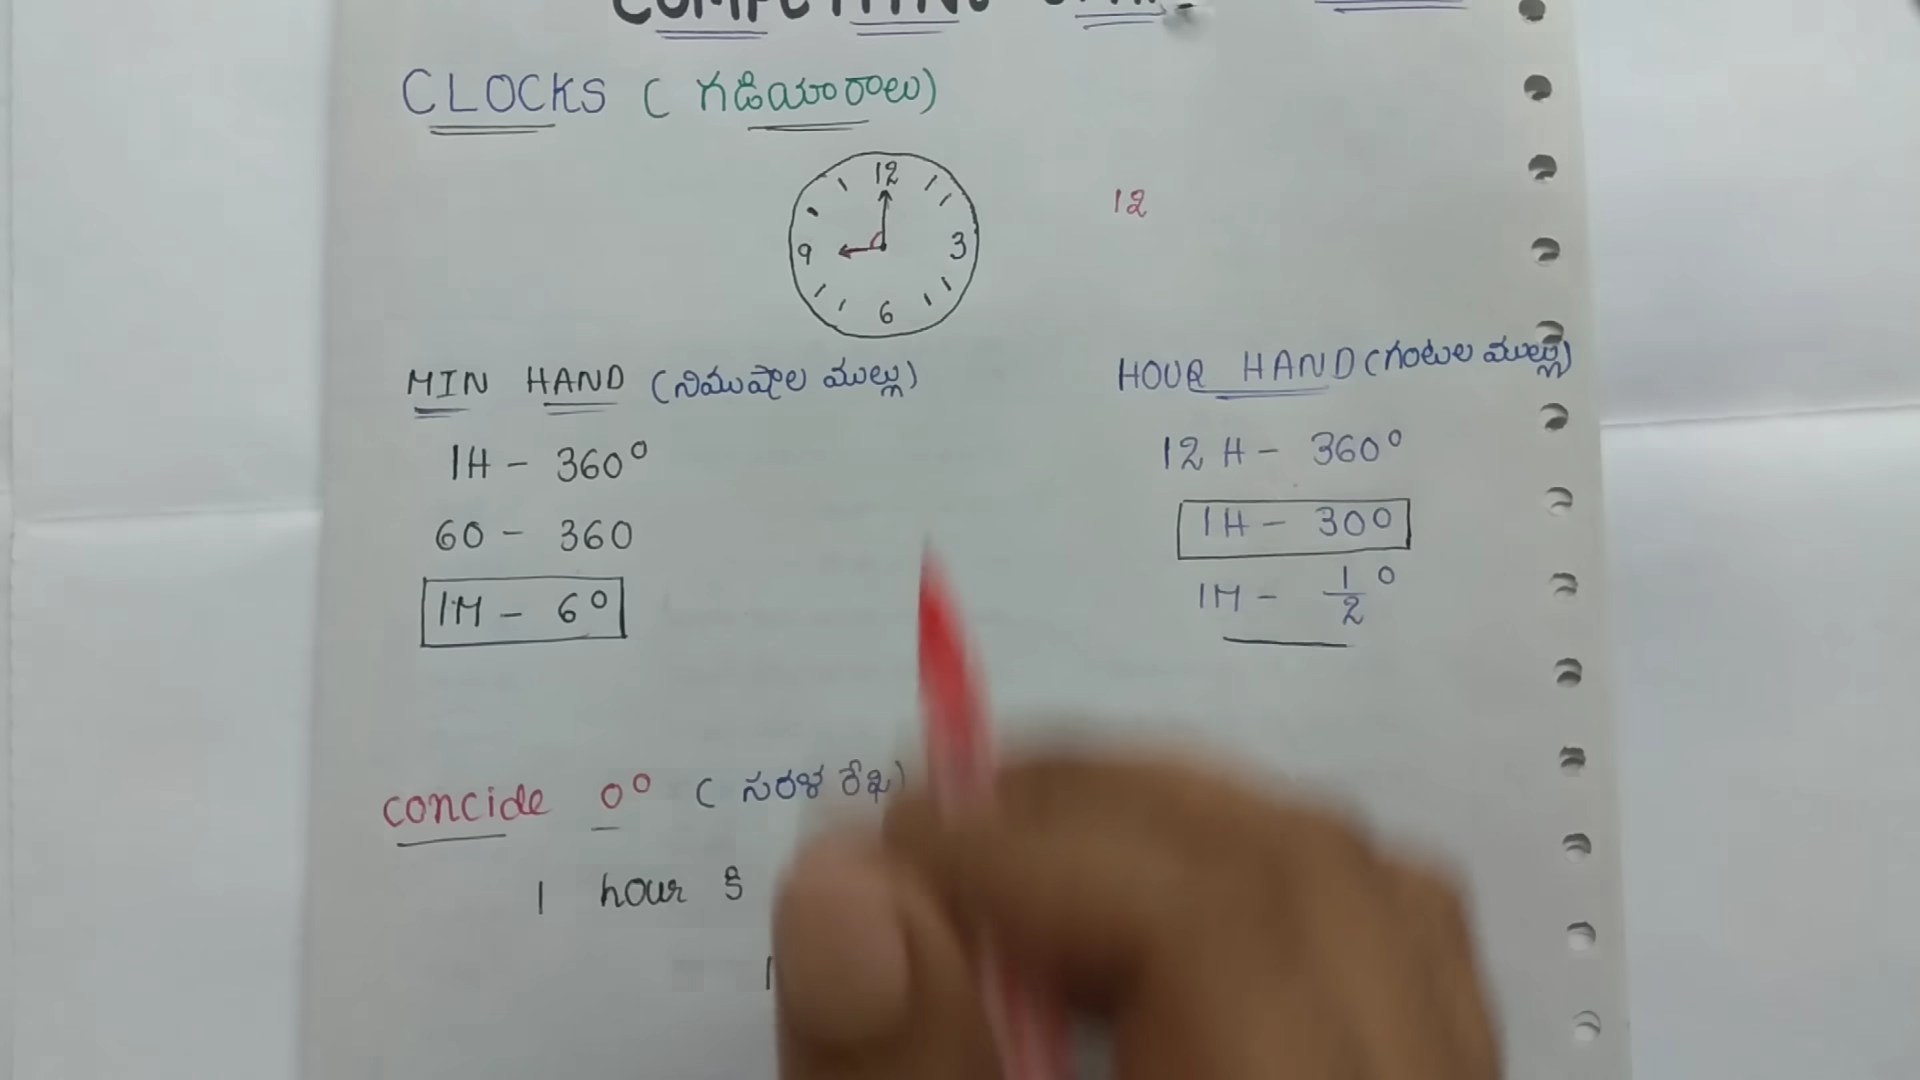 CLOCKS (గడియారాలు)
12
9
3
6
12
MIN HAND (నిముషాల ముల్లు)
1H - 360°
60 - 360
1M - 6°
HOUR HAND (గంటల ముల్లు)
12 H - 360°
1H - 30°
1M - 1/2°
concide 0° ( సరళ రేఖ)
1 hour కి
1